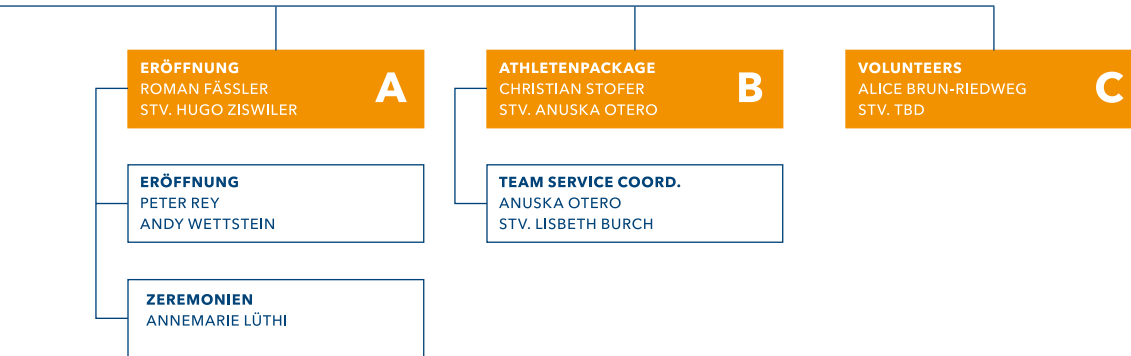 ERÖFFNUNG
ROMAN FÄSSLER
STV. HUGO ZISWILER
A
ATHLETENPACKAGE
CHRISTIAN STOFER
STV. ANUSKA OTERO
B
VOLUNTEERS
ALICE BRUN-RIEDWEG
STV. TBD
C
ERÖFFNUNG
PETER REY
ANDY WETTSTEIN
TEAM SERVICE COORD.
ANUSKA OTERO
STV. LISBETH BURCH
ZEREMONIEN
ANNEMARIE LÜTHI